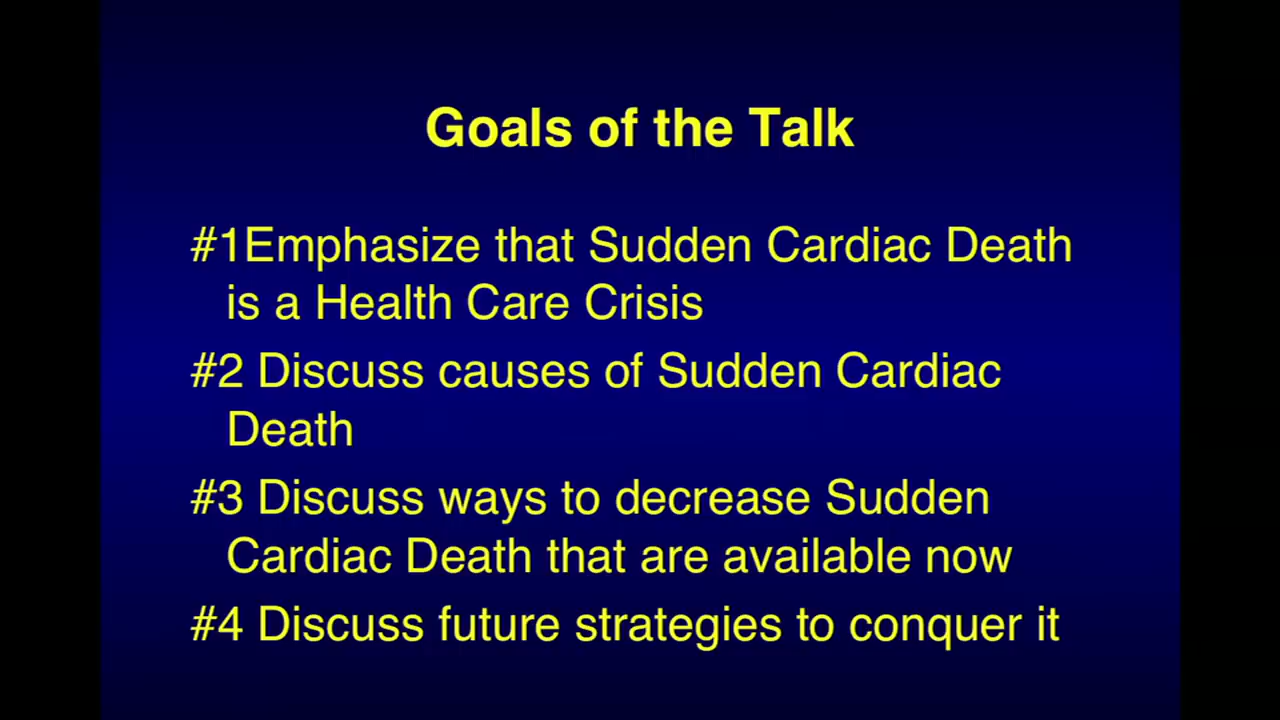 Goals of the Talk
#1Emphasize that Sudden Cardiac Death
is a Health Care Crisis
#2 Discuss causes of Sudden Cardiac
Death
#3 Discuss ways to decrease Sudden
Cardiac Death that are available now
#4 Discuss future strategies to conquer it